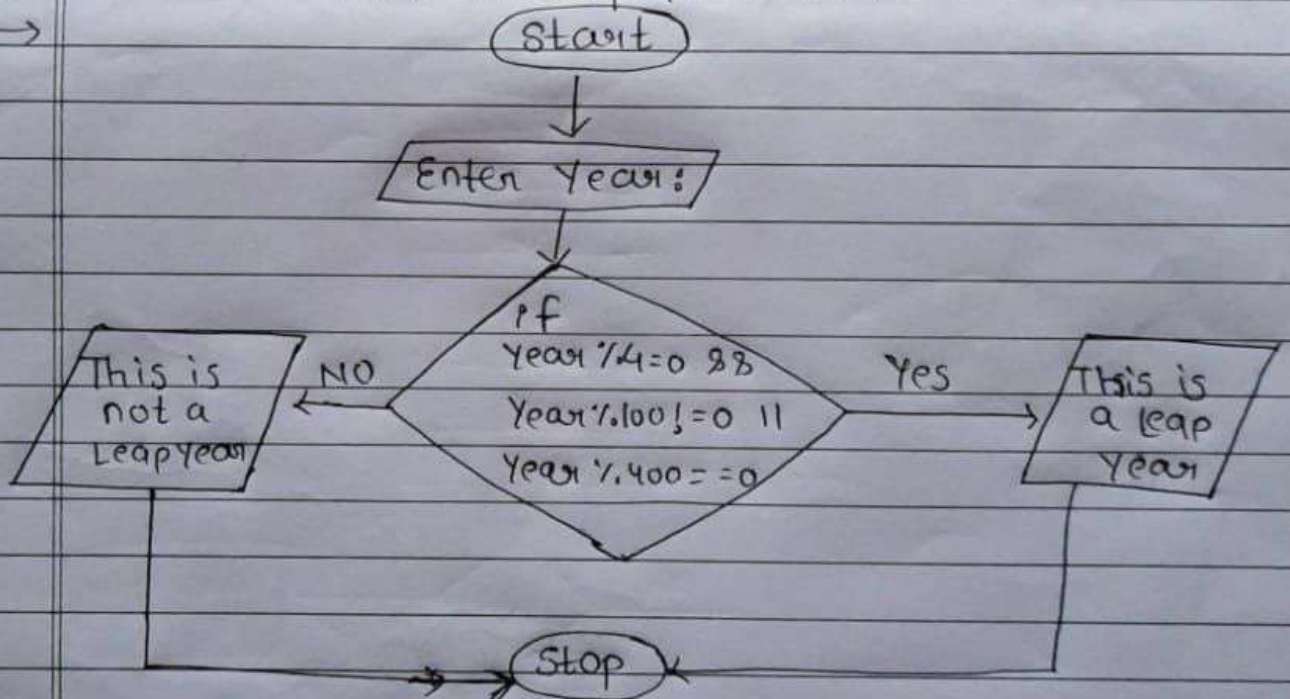 Start
Enter Year:
if
Year % 4=0 &&
Year % 100 != 0 ||
Year % 400 = =0
NO
This is
not a
Leap year
Yes
This is
a leap
year
Stop